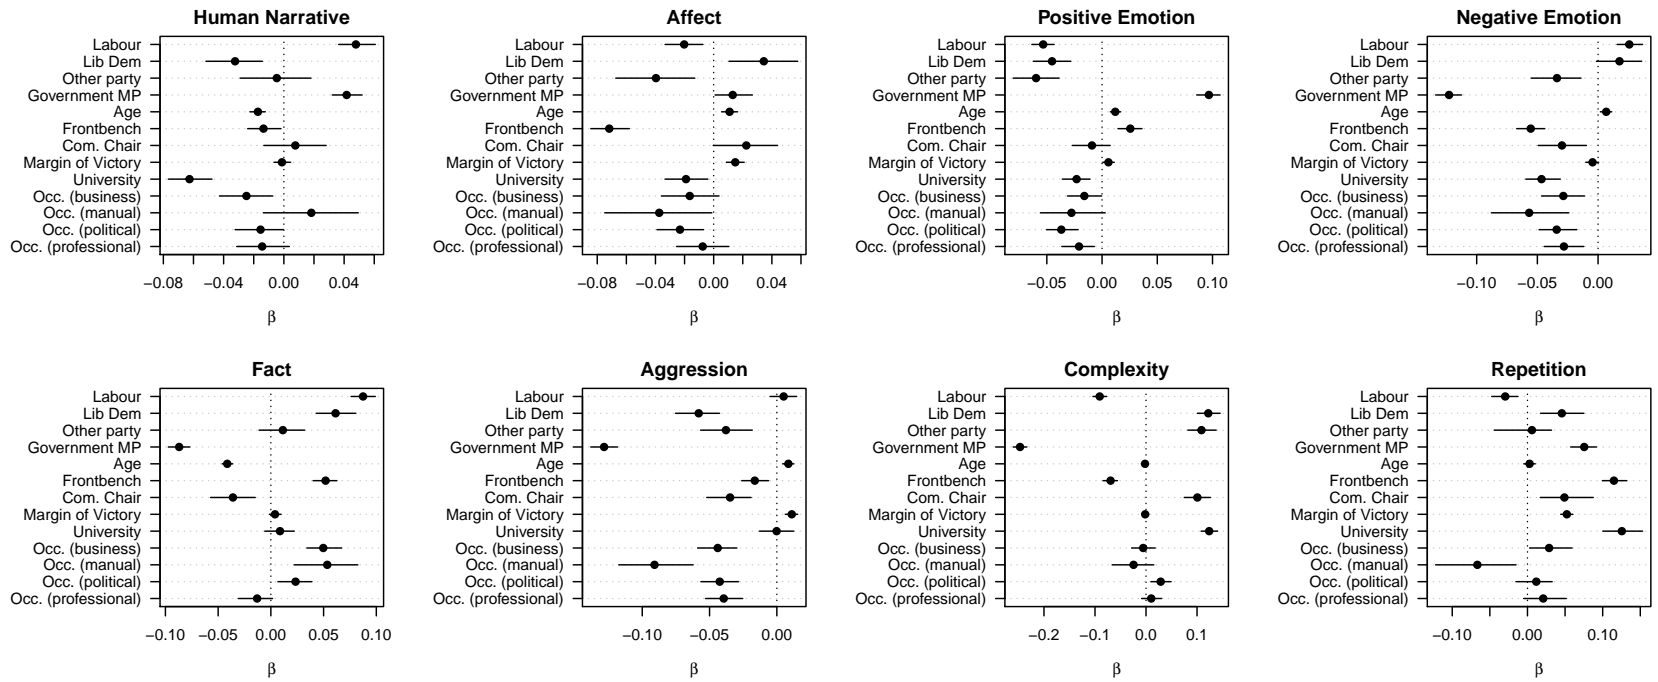 Human Narrative
Labour
Lib Dem
Other party
Government MP
Age
Frontbench
Com. Chair
Margin of Victory
University
Occ. (business)
Occ. (manual)
Occ. (political)
Occ. (professional)
−0.08 −0.04 0.00 0.04
β
Affect
Labour
Lib Dem
Other party
Government MP
Age
Frontbench
Com. Chair
Margin of Victory
University
Occ. (business)
Occ. (manual)
Occ. (political)
Occ. (professional)
−0.08 −0.04 0.00 0.04
β
Positive Emotion
Labour
Lib Dem
Other party
Government MP
Age
Frontbench
Com. Chair
Margin of Victory
University
Occ. (business)
Occ. (manual)
Occ. (political)
Occ. (professional)
−0.05 0.00 0.05 0.10
β
Negative Emotion
Labour
Lib Dem
Other party
Government MP
Age
Frontbench
Com. Chair
Margin of Victory
University
Occ. (business)
Occ. (manual)
Occ. (political)
Occ. (professional)
−0.10 −0.05 0.00
β
Fact
Labour
Lib Dem
Other party
Government MP
Age
Frontbench
Com. Chair
Margin of Victory
University
Occ. (business)
Occ. (manual)
Occ. (political)
Occ. (professional)
−0.10 −0.05 0.00 0.05 0.10
β
Aggression
Labour
Lib Dem
Other party
Government MP
Age
Frontbench
Com. Chair
Margin of Victory
University
Occ. (business)
Occ. (manual)
Occ. (political)
Occ. (professional)
−0.10 −0.05 0.00
β
Complexity
Labour
Lib Dem
Other party
Government MP
Age
Frontbench
Com. Chair
Margin of Victory
University
Occ. (business)
Occ. (manual)
Occ. (political)
Occ. (professional)
−0.2 −0.1 0.0 0.1
β
Repetition
Labour
Lib Dem
Other party
Government MP
Age
Frontbench
Com. Chair
Margin of Victory
University
Occ. (business)
Occ. (manual)
Occ. (political)
Occ. (professional)
−0.10 0.00 0.10
β